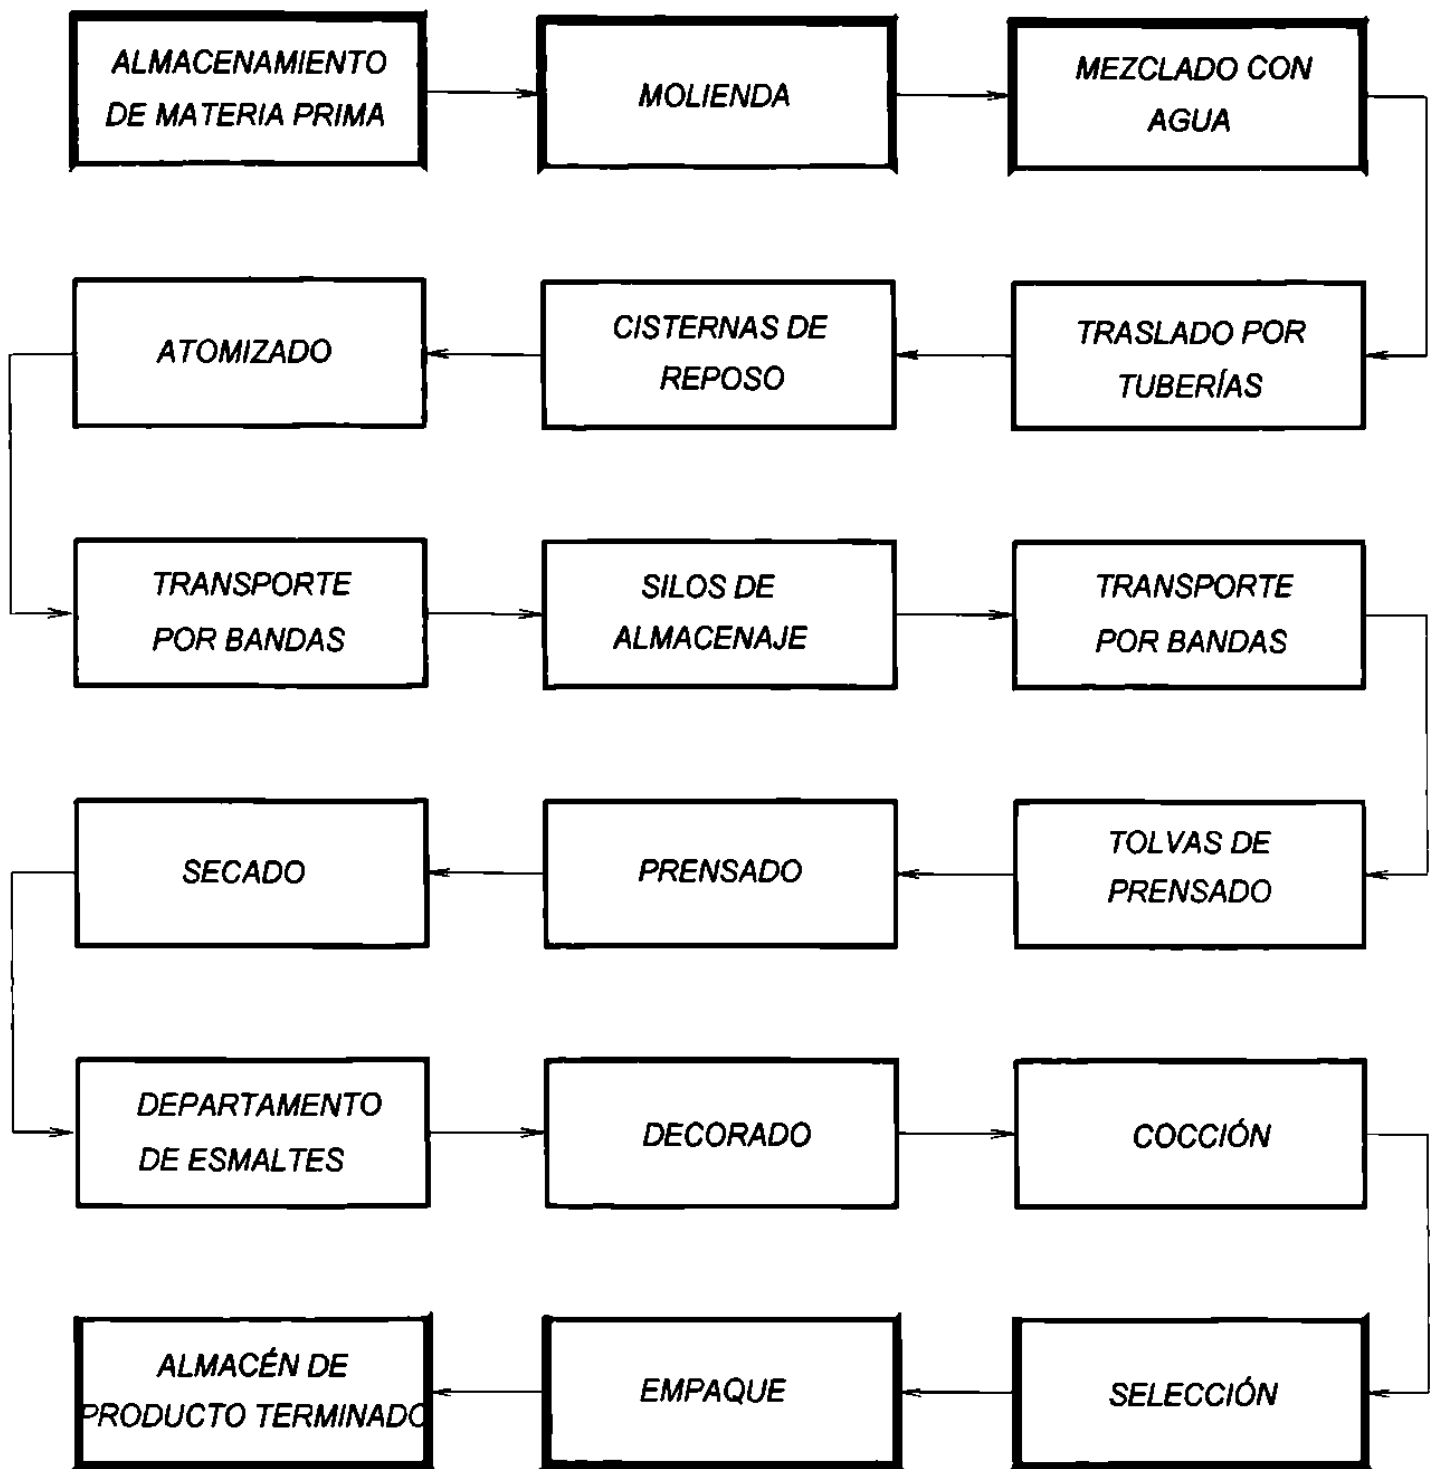 ALMACENAMIENTO
DE MATERIA PRIMA
MOLIENDA
MEZCLADO CON
AGUA
TRASLADO POR
TUBERÍAS
CISTERNAS DE
REPOSO
ATOMIZADO
TRANSPORTE
POR BANDAS
SILOS DE
ALMACENAJE
TRANSPORTE
POR BANDAS
TOLVAS DE
PRENSADO
PRENSADO
SECADO
DEPARTAMENTO
DE ESMALTES
DECORADO
COCCIÓN
SELECCIÓN
EMPAQUE
ALMACÉN DE
PRODUCTO TERMINADO